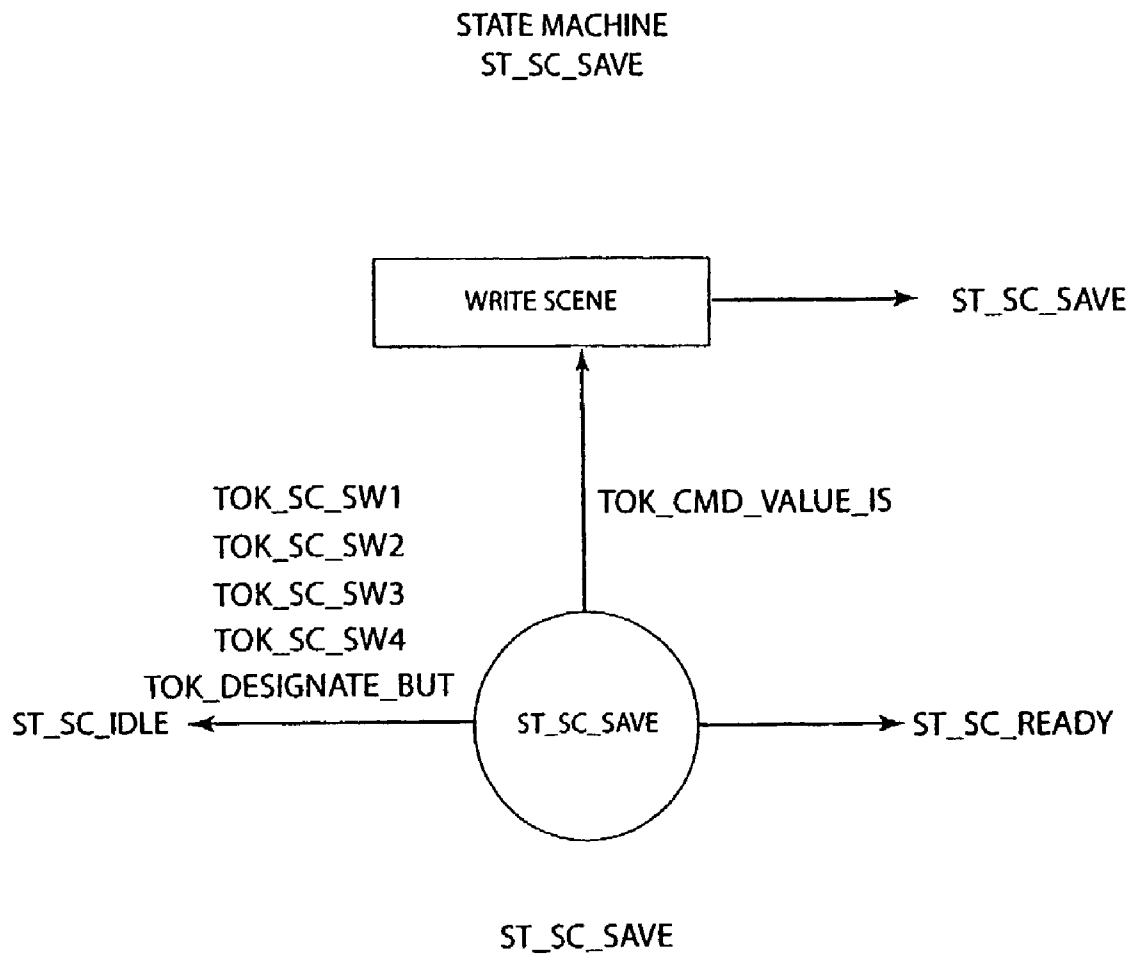 STATE MACHINE
ST_SC_SAVE
WRITE SCENE
ST_SC_SAVE
TOK_CMD_VALUE_IS
TOK_SC_SW1
TOK_SC_SW2
TOK_SC_SW3
TOK_SC_SW4
TOK_DESIGNATE_BUT
ST_SC_IDLE
ST_SC_SAVE
ST_SC_READY
ST_SC_SAVE